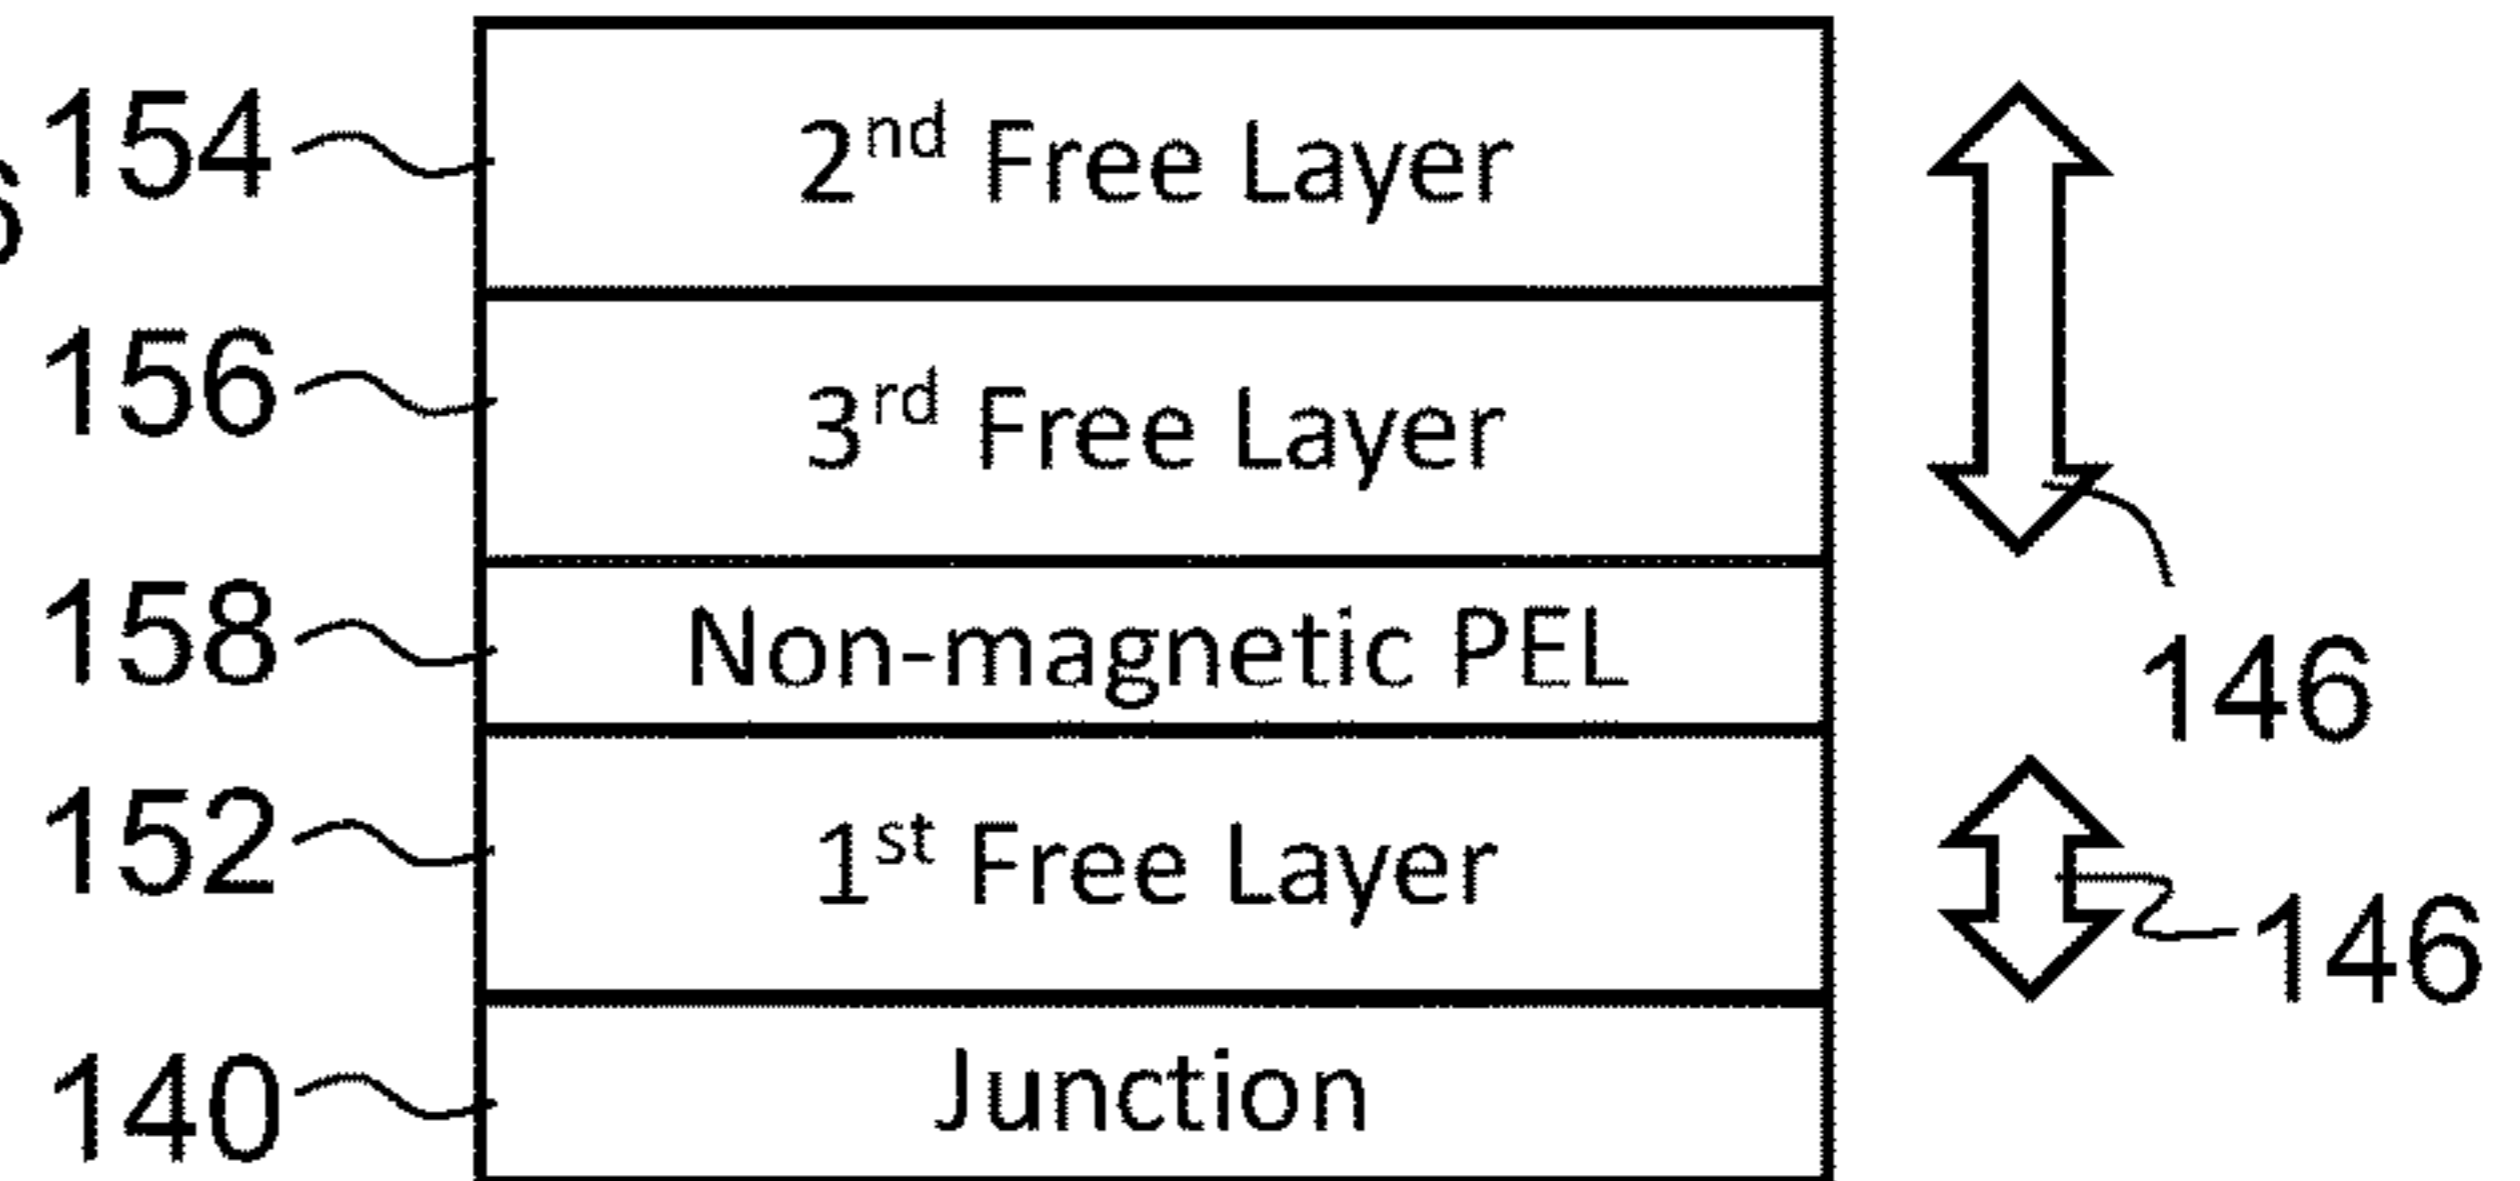 154 2nd Free Layer
156 3rd Free Layer
158 Non-magnetic PEL
146
152 1st Free Layer
146
140 Junction